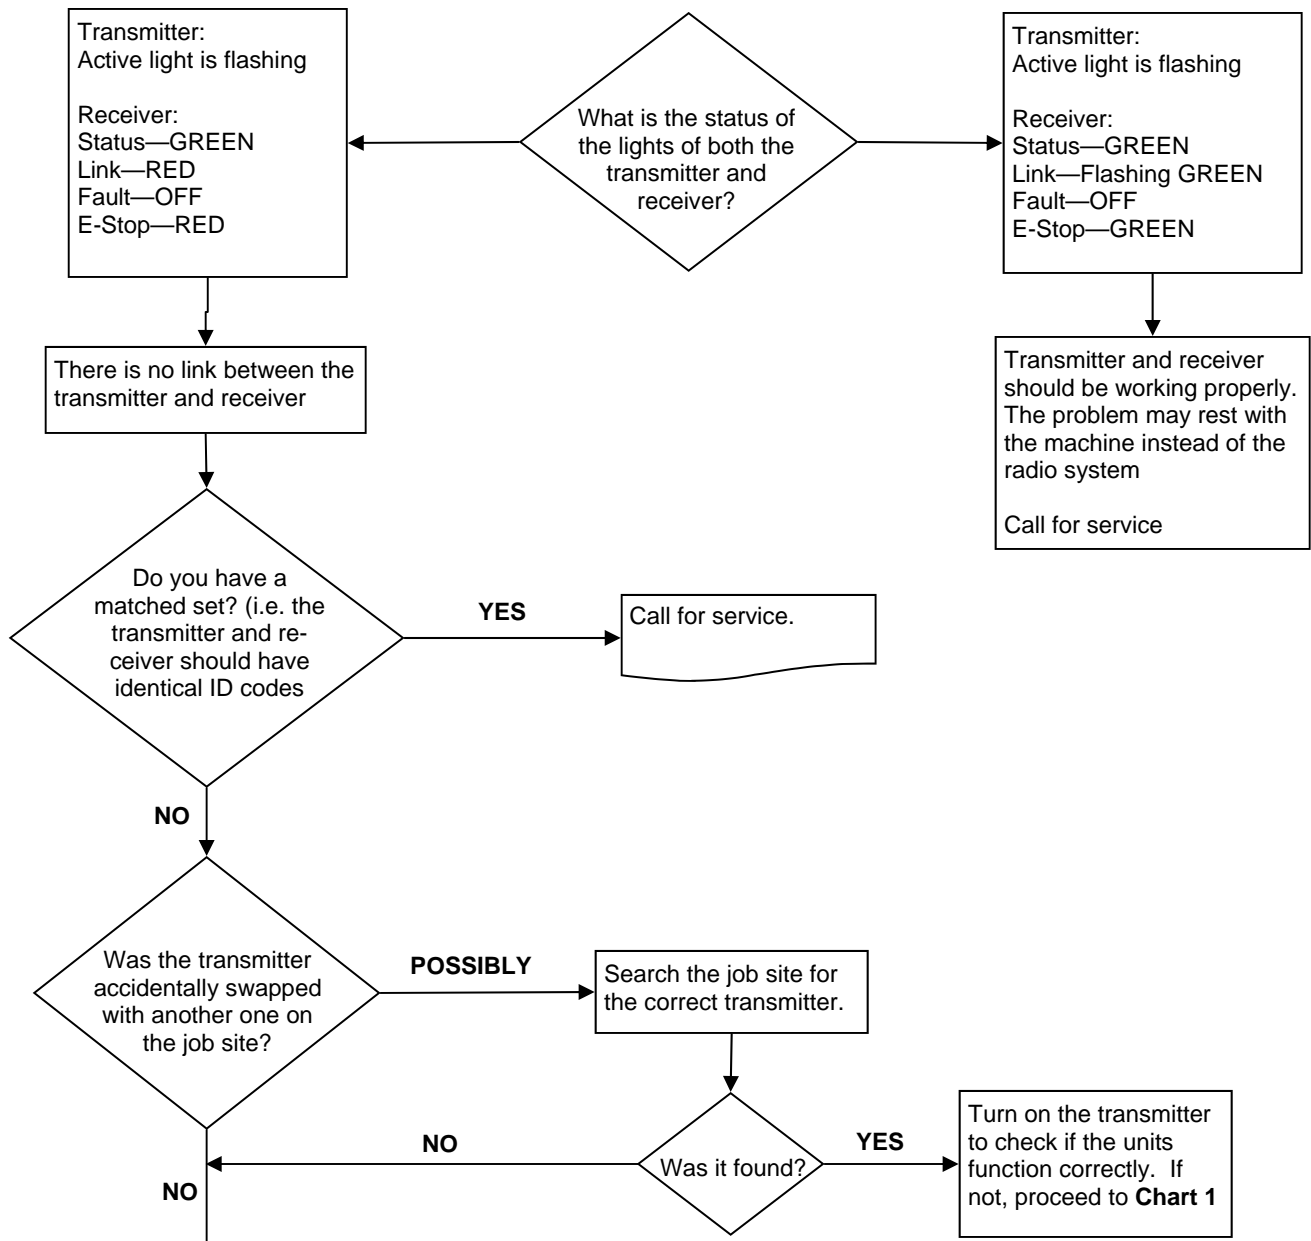 Transmitter:
Active light is flashing
Receiver:
Status—GREEN
Link—RED
Fault—OFF
E-Stop—RED
What is the status of
the lights of both the
transmitter and
receiver?
Transmitter:
Active light is flashing
Receiver:
Status—GREEN
Link—Flashing GREEN
Fault—OFF
E-Stop—GREEN
There is no link between the
transmitter and receiver
Transmitter and receiver
should be working properly.
The problem may rest with
the machine instead of the
radio system
Call for service
Do you have a
matched set? (i.e. the
transmitter and re-
ceiver should have
identical ID codes
YES
Call for service.
NO
Was the transmitter
accidentally swapped
with another one on
the job site?
POSSIBLY
Search the job site for
the correct transmitter.
Was it found?
NO
YES
Turn on the transmitter
to check if the units
function correctly.  If
not, proceed to Chart 1
NO